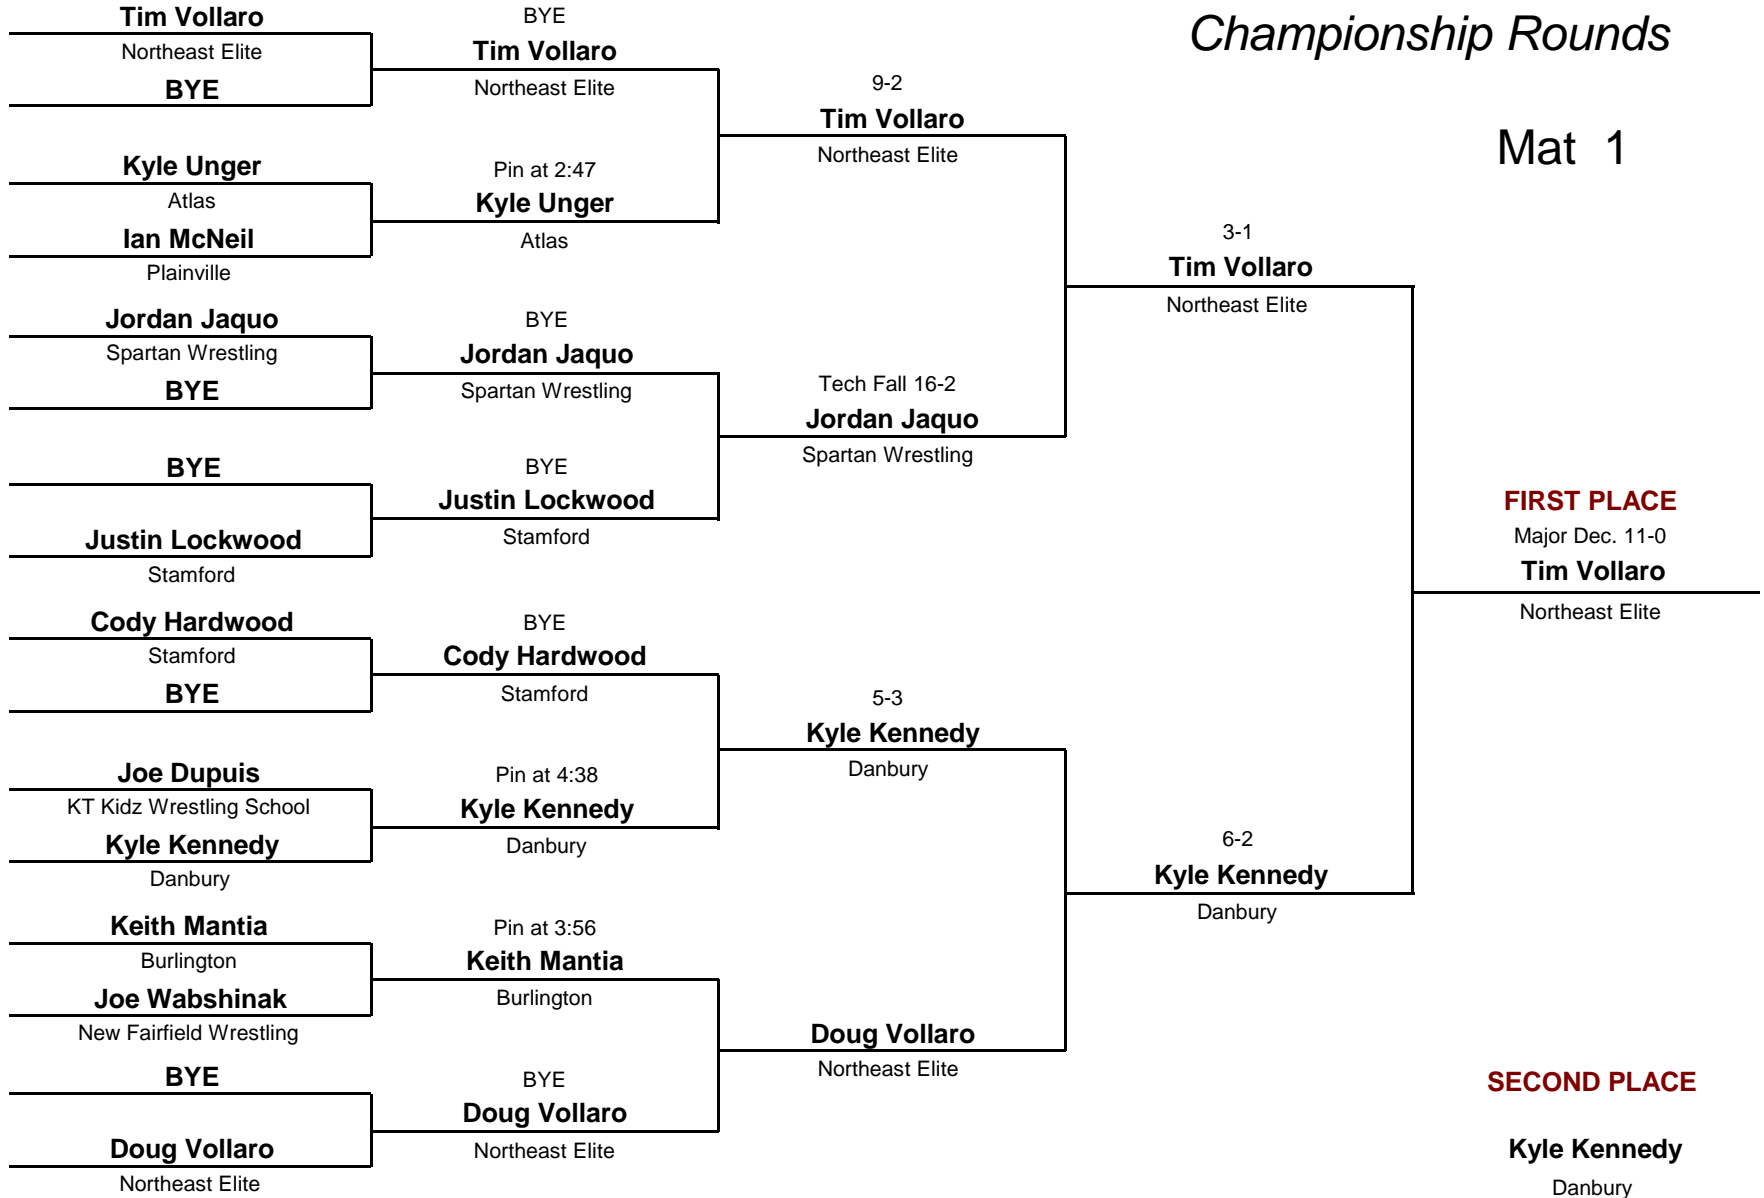 Championship Rounds
Mat 1
Tim Vollaro
Northeast Elite
BYE
Kyle Unger
Atlas
Ian McNeil
Plainville
Jordan Jaquo
Spartan Wrestling
BYE
BYE
Justin Lockwood
Stamford
Cody Hardwood
Stamford
BYE
Joe Dupuis
KT Kidz Wrestling School
Kyle Kennedy
Danbury
Keith Mantia
Burlington
Joe Wabshinak
New Fairfield Wrestling
BYE
Doug Vollaro
Northeast Elite
BYE
Tim Vollaro
Northeast Elite
Pin at 2:47
Kyle Unger
Atlas
BYE
Jordan Jaquo
Spartan Wrestling
BYE
Justin Lockwood
Stamford
BYE
Cody Hardwood
Stamford
Pin at 4:38
Kyle Kennedy
Danbury
Pin at 3:56
Keith Mantia
Burlington
BYE
Doug Vollaro
Northeast Elite
9-2
Tim Vollaro
Northeast Elite
Tech Fall 16-2
Jordan Jaquo
Spartan Wrestling
5-3
Kyle Kennedy
Danbury
Doug Vollaro
Northeast Elite
3-1
Tim Vollaro
Northeast Elite
6-2
Kyle Kennedy
Danbury
FIRST PLACE
Major Dec. 11-0
Tim Vollaro
Northeast Elite
SECOND PLACE
Kyle Kennedy
Danbury